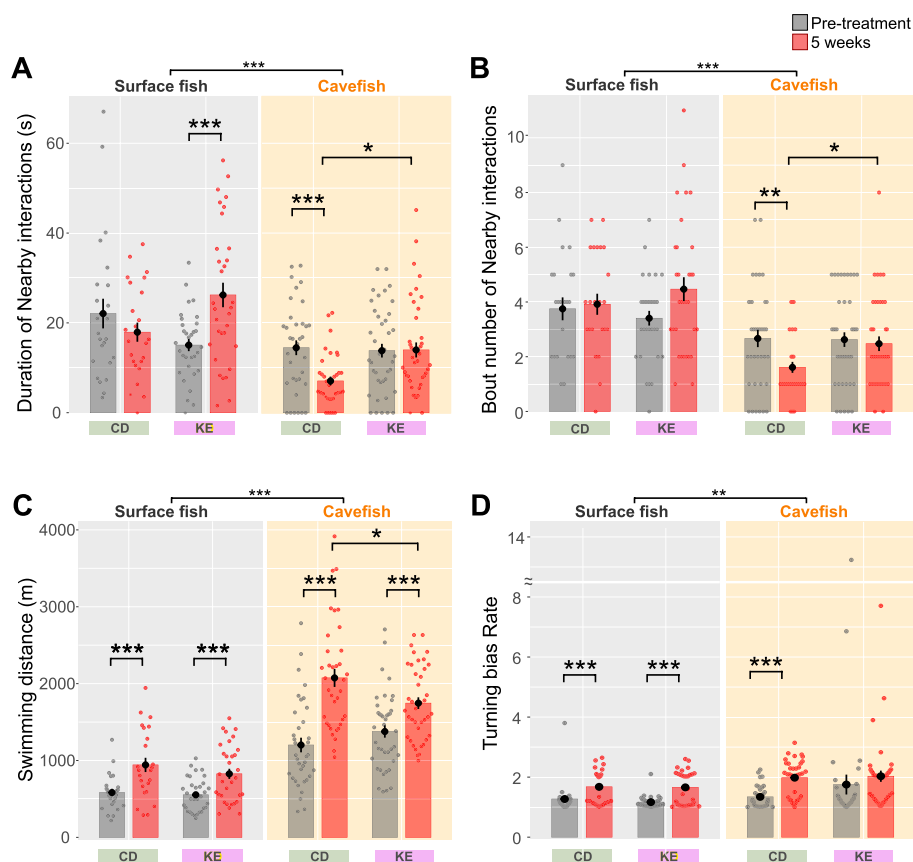 Pre-treatment
5 weeks
A
***
Surface fish
Cavefish
Duration of Nearby interactions (s)
60
40
20
0
***
***
*
CD
KE
CD
KE
B
***
Surface fish
Cavefish
Bout number of Nearby interactions
10
8
6
4
2
0
**
*
CD
KE
CD
KE
C
***
Surface fish
Cavefish
Swimming distance (m)
4000
3000
2000
1000
0
***
***
***
***
*
CD
KE
CD
KE
D
**
Surface fish
Cavefish
Turning bias Rate
14
≈
8
6
4
2
0
***
***
***
CD
KE
CD
KE